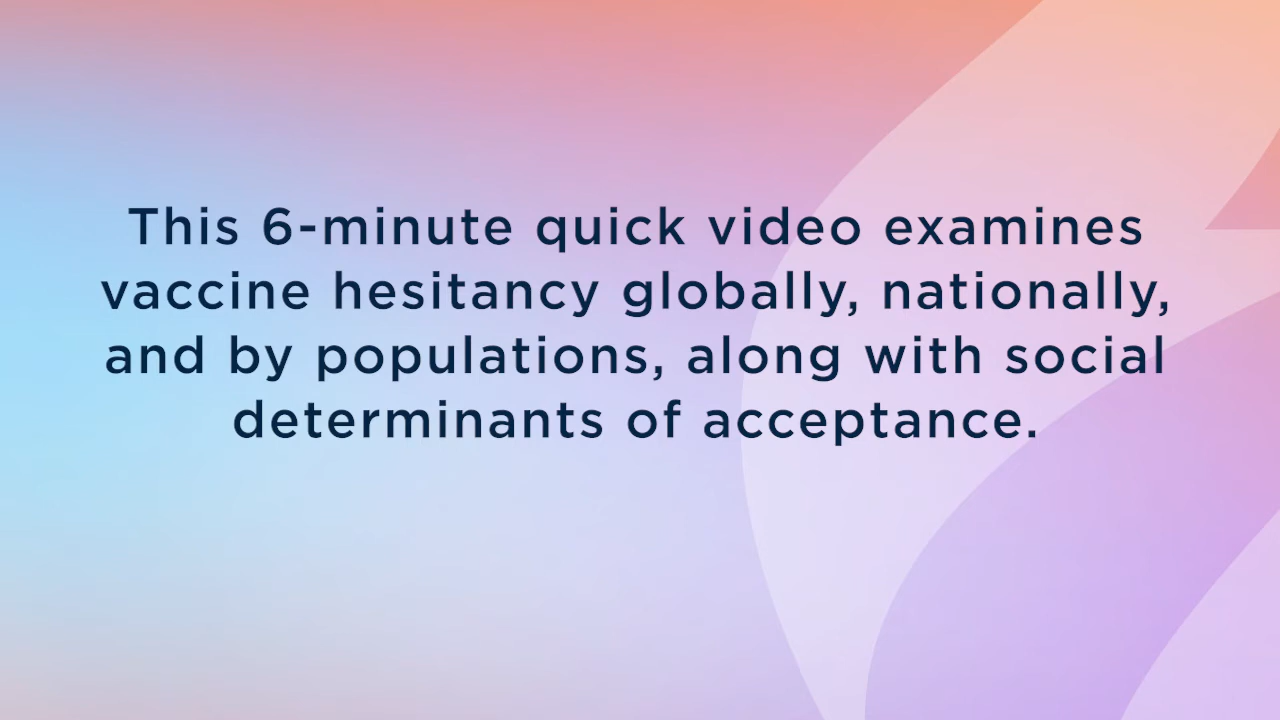 This 6-minute quick video examines
vaccine hesitancy globally, nationally,
and by populations, along with social
determinants of acceptance.